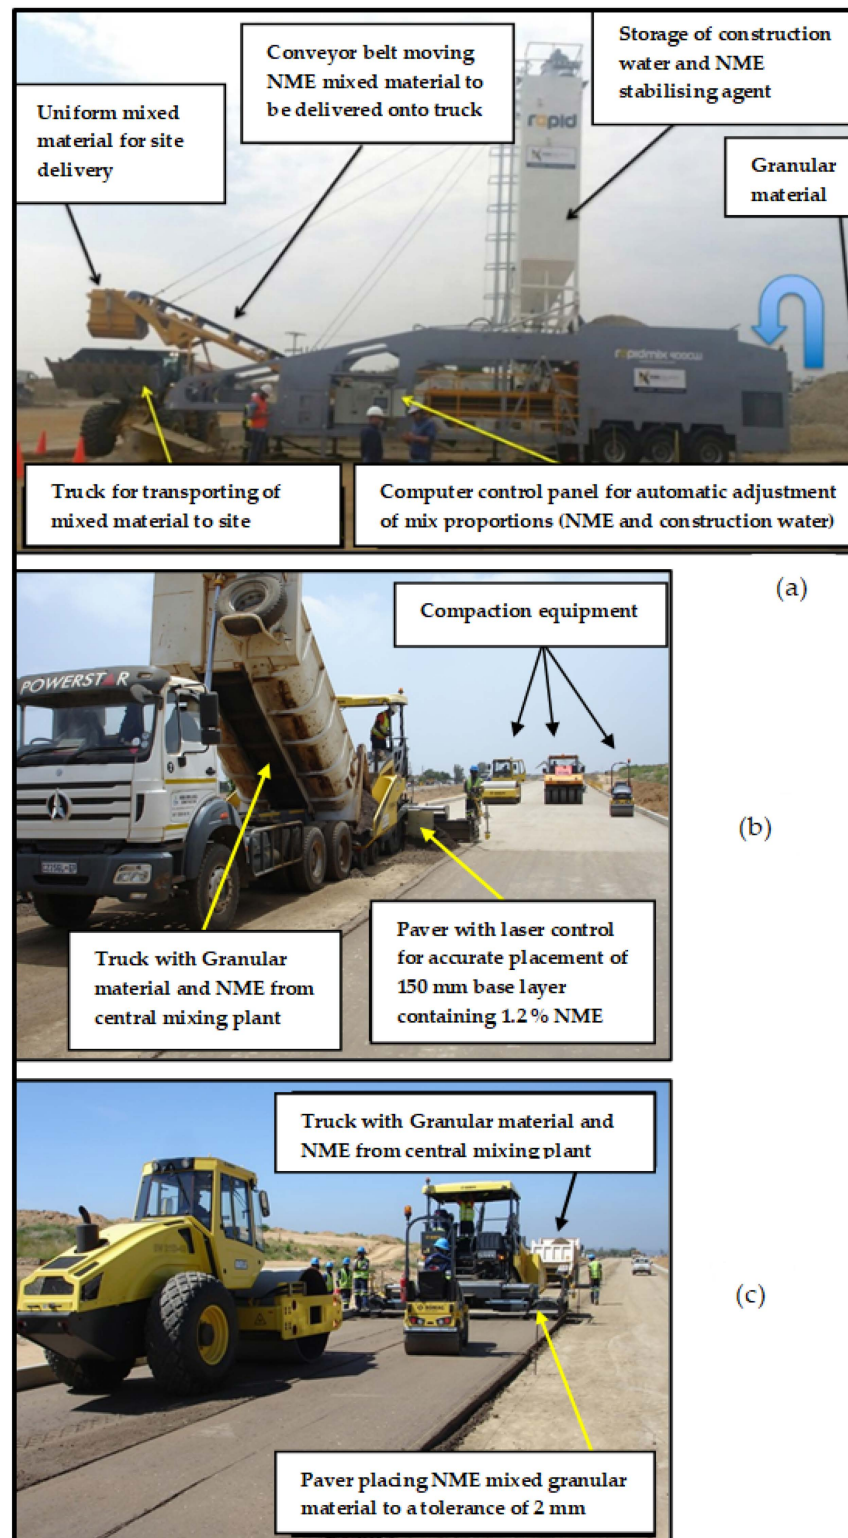 Conveyor belt moving
NME mixed material to
be delivered onto truck
Storage of construction
water and NME
stabilising agent
Uniform mixed
material for site
delivery
Granular
material
rapid
rapidmix 400CW
Truck for transporting of
mixed material to site
Computer control panel for automatic adjustment
of mix proportions (NME and construction water)
(a)
Compaction equipment
POWERSTAR
(b)
Truck with Granular
material and NME from
central mixing plant
Paver with laser control
for accurate placement of
150 mm base layer
containing 1.2 % NME
Truck with Granular material and
NME from central mixing plant
BOMAG
(c)
Paver placing NME mixed granular
material to a tolerance of 2 mm